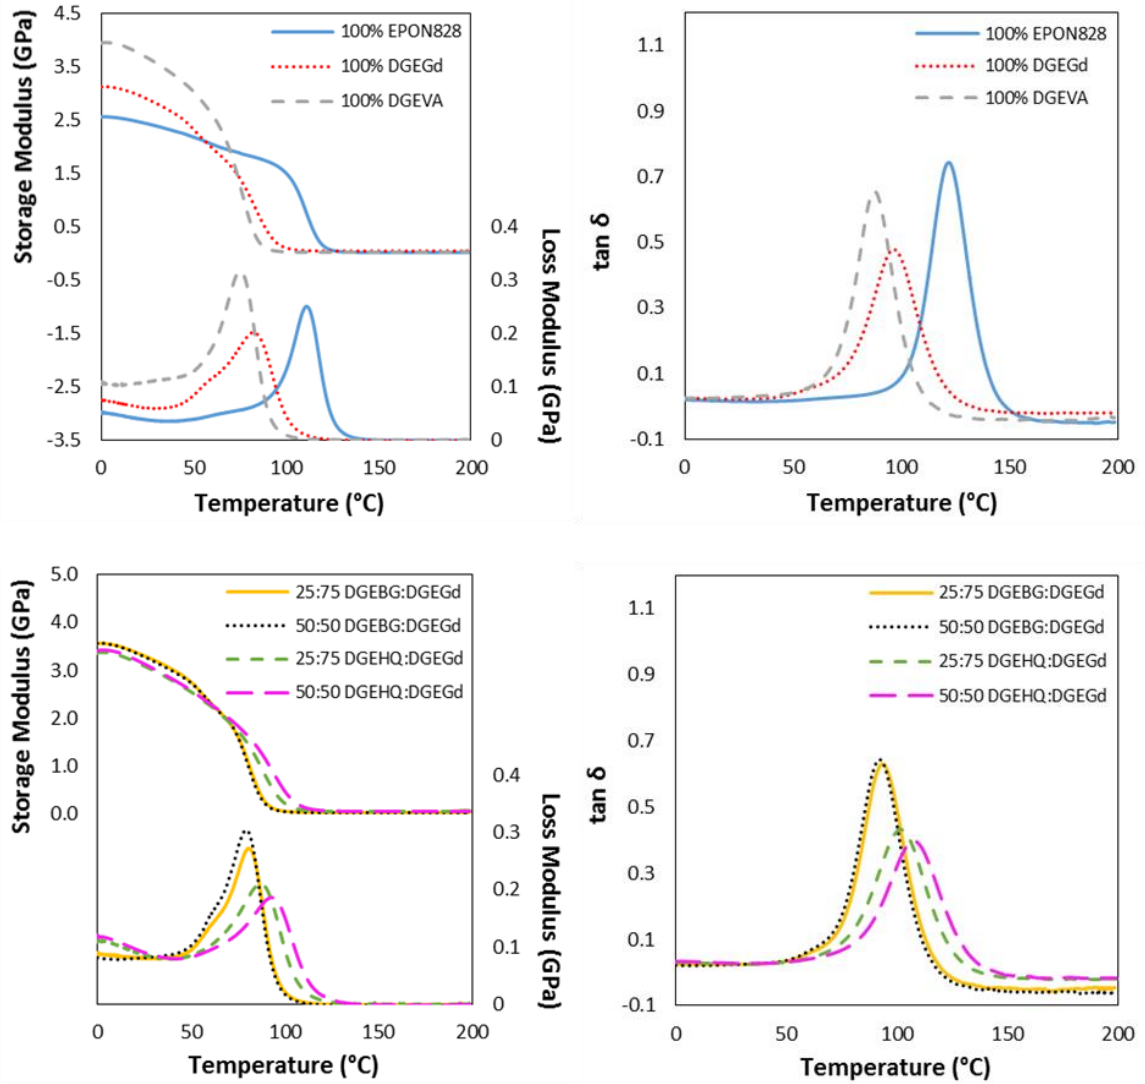 4.5
3.5
2.5
1.5
0.5
-0.5
-1.5
-2.5
-3.5
Storage Modulus (GPa)
100% EPON828
100% DGEGd
100% DGEVA
0.4
0.3
0.2
0.1
0
Loss Modulus (GPa)
0 50 100 150 200
Temperature (°C)
1.1
0.9
0.7
0.5
0.3
0.1
-0.1
tan δ
100% EPON828
100% DGEGd
100% DGEVA
0 50 100 150 200
Temperature (°C)
5.0
4.0
3.0
2.0
1.0
0.0
Storage Modulus (GPa)
25:75 DGEBG:DGEGd
50:50 DGEBG:DGEGd
25:75 DGEHQ:DGEGd
50:50 DGEHQ:DGEGd
0.4
0.3
0.2
0.1
0
Loss Modulus (GPa)
0 50 100 150 200
Temperature (°C)
1.1
0.9
0.7
0.5
0.3
0.1
-0.1
tan δ
25:75 DGEBG:DGEGd
50:50 DGEBG:DGEGd
25:75 DGEHQ:DGEGd
50:50 DGEHQ:DGEGd
0 50 100 150 200
Temperature (°C)